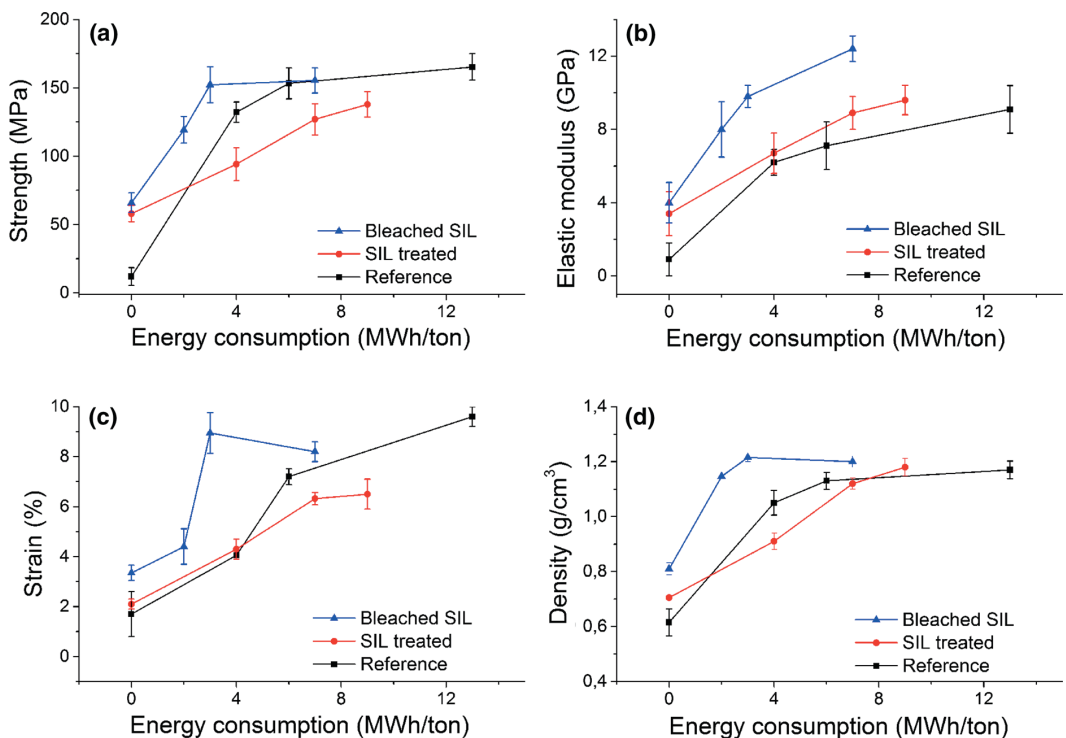 (a)
200
150
100
50
0
Strength (MPa)
Bleached SIL
SIL treated
Reference
0 4 8 12
Energy consumption (MWh/ton)
(b)
12
8
4
0
Elastic modulus (GPa)
Bleached SIL
SIL treated
Reference
0 4 8 12
Energy consumption (MWh/ton)
(c)
10
8
6
4
2
0
Strain (%)
Bleached SIL
SIL treated
Reference
0 4 8 12
Energy consumption (MWh/ton)
(d)
1,4
1,2
1,0
0,8
0,6
0,4
Density (g/cm³)
Bleached SIL
SIL treated
Reference
0 4 8 12
Energy consumption (MWh/ton)